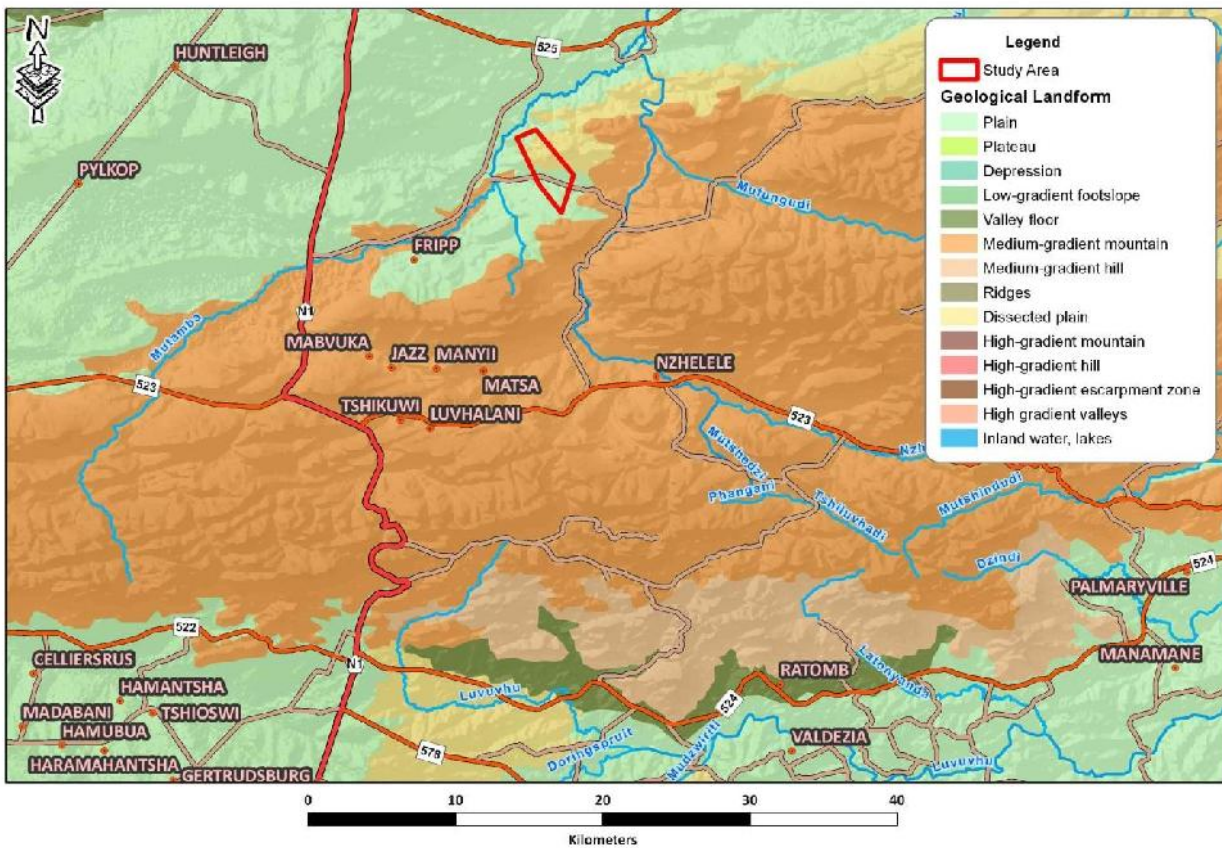 N
HUNTLEIGH
525
PYLKOP
Mutamba
FRIPP
N1
Mutungudi
MABVUKA
JAZZ
MANYII
MATSA
NZHELELE
523
TSHIKUWI
LUVHALANI
523
Mutshedzi
Phangani
Tshiluvhadi
Mutshindudi
Dzindi
524
PALMARYVILLE
522
CELLIERSRUS
N1
HAMANTSHA
MADABANI
TSHIOSWI
HAMUBUA
HARAMAHANTSHA
GERTRUDSBURG
Luvuvhu
578
Dorthgspruit
Mudzwiriti
524
RATOMB
Latonyanda
MANAMANE
VALDEZIA
Luvuvhu
Legend
Study Area
Geological Landform
Plain
Plateau
Depression
Low-gradient footslope
Valley floor
Medium-gradient mountain
Medium-gradient hill
Ridges
Dissected plain
High-gradient mountain
High-gradient hill
High-gradient escarpment zone
High gradient valleys
Inland water, lakes
0 10 20 30 40
Kilometers